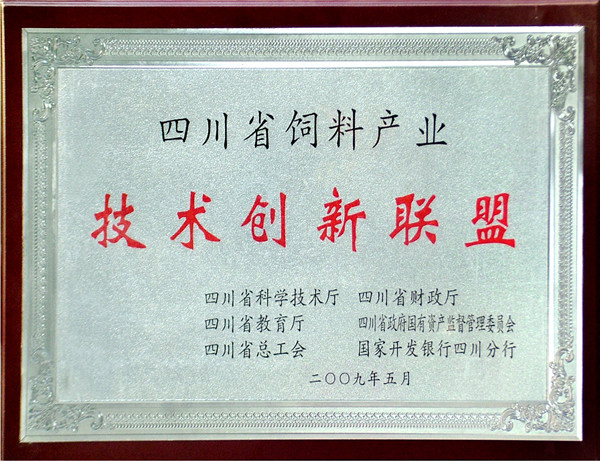 四川省饲料产业
技术创新联盟
四川省科学技术厅 四川省财政厅
四川省教育厅 四川省政府国有资产监督管理委员会
四川省总工会 国家开发银行四川分行
二〇〇九年五月